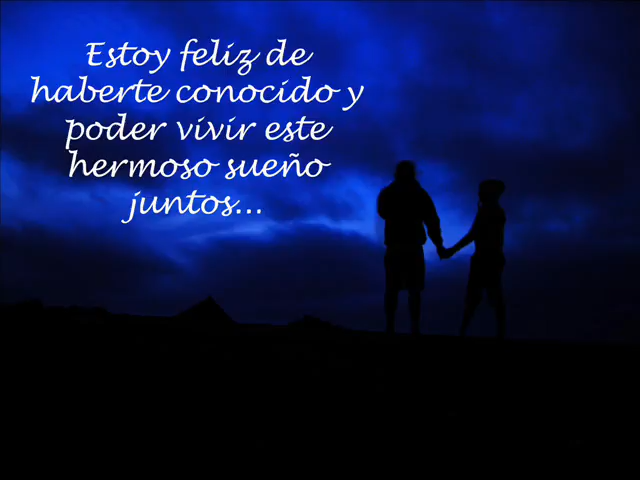 Estoy feliz de
haberte conocido y
poder vivir este
hermoso sueño
juntos...